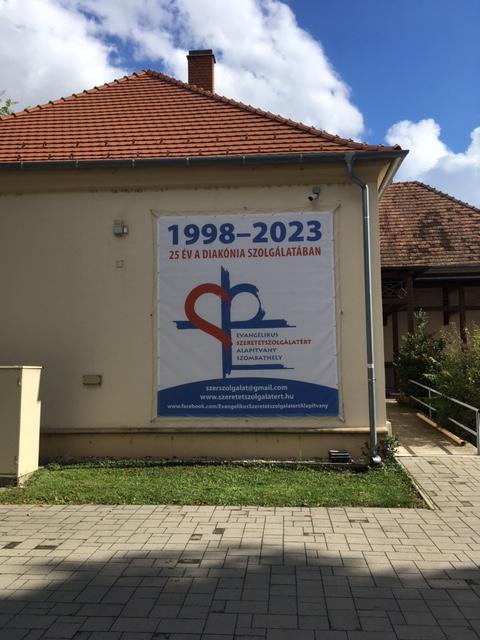 1998–2023
25 ÉV A DIAKÓNIA SZOLGÁLATÁBAN
EVANGÉLIKUS
SZERETETSZOLGÁLATÉRT
ALAPÍTVÁNY
SZOMBATHELY
szerszolgalat@gmail.com
www.szeretetszolgalatert.hu
www.facebook.com/EvangelikusSzeretetszolgalatertAlapitvany